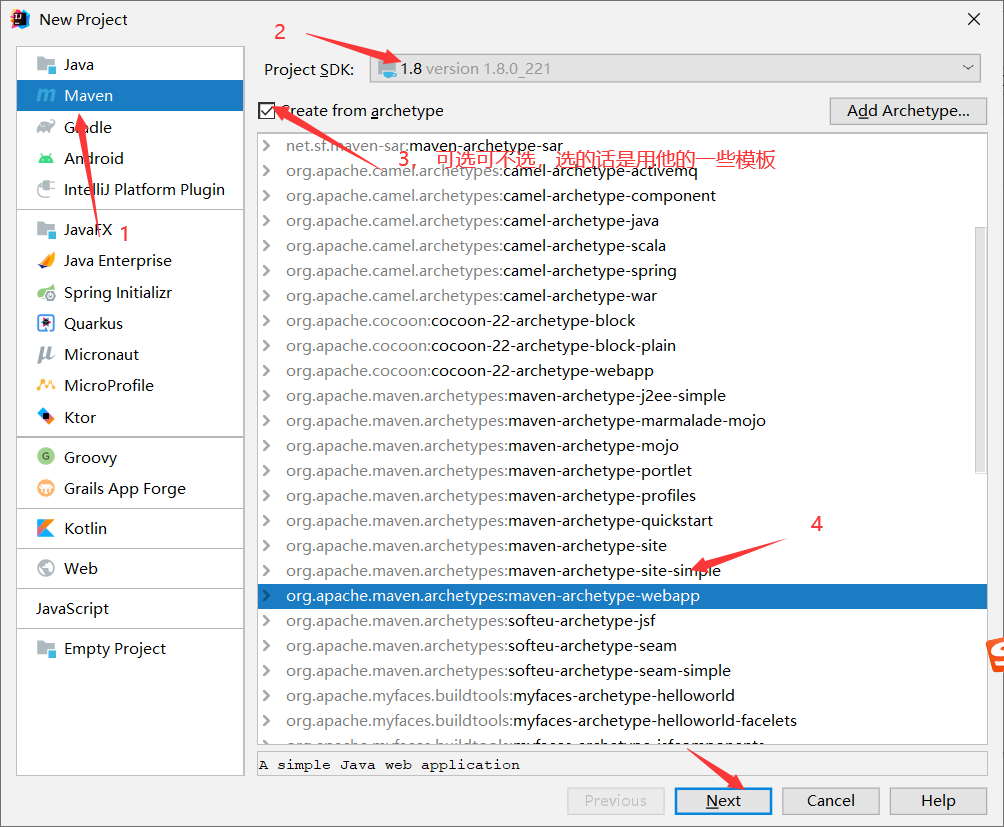 New Project
2
Java
Maven
Gradle
Android
IntelliJ Platform Plugin
JavaFX
1
Java Enterprise
Spring Initializr
Quarkus
Micronaut
MicroProfile
Ktor
Groovy
Grails App Forge
Kotlin
Web
JavaScript
Empty Project
Project SDK: 1.8 version 1.8.0_221
Create from archetype
Add Archetype...
net.sf.maven-sar:maven-archetype-sar
3， 可选可不选，选的话是用他的一些模板
org.apache.camel.archetypes:camel-archetype-activemq
org.apache.camel.archetypes:camel-archetype-component
org.apache.camel.archetypes:camel-archetype-java
org.apache.camel.archetypes:camel-archetype-scala
org.apache.camel.archetypes:camel-archetype-spring
org.apache.camel.archetypes:camel-archetype-war
org.apache.cocoon:cocoon-22-archetype-block
org.apache.cocoon:cocoon-22-archetype-block-plain
org.apache.cocoon:cocoon-22-archetype-webapp
org.apache.maven.archetypes:maven-archetype-j2ee-simple
org.apache.maven.archetypes:maven-archetype-marmalade-mojo
org.apache.maven.archetypes:maven-archetype-mojo
org.apache.maven.archetypes:maven-archetype-portlet
org.apache.maven.archetypes:maven-archetype-profiles
org.apache.maven.archetypes:maven-archetype-quickstart
4
org.apache.maven.archetypes:maven-archetype-site
org.apache.maven.archetypes:maven-archetype-site-simple
org.apache.maven.archetypes:maven-archetype-webapp
org.apache.maven.archetypes:softeu-archetype-jsf
org.apache.maven.archetypes:softeu-archetype-seam
org.apache.maven.archetypes:softeu-archetype-seam-simple
org.apache.myfaces.buildtools:myfaces-archetype-helloworld
org.apache.myfaces.buildtools:myfaces-archetype-helloworld-facelets
org.apache.myfaces.buildtools:myfaces-archetype-jsfcomponents
A simple Java web application
Previous
Next
Cancel
Help